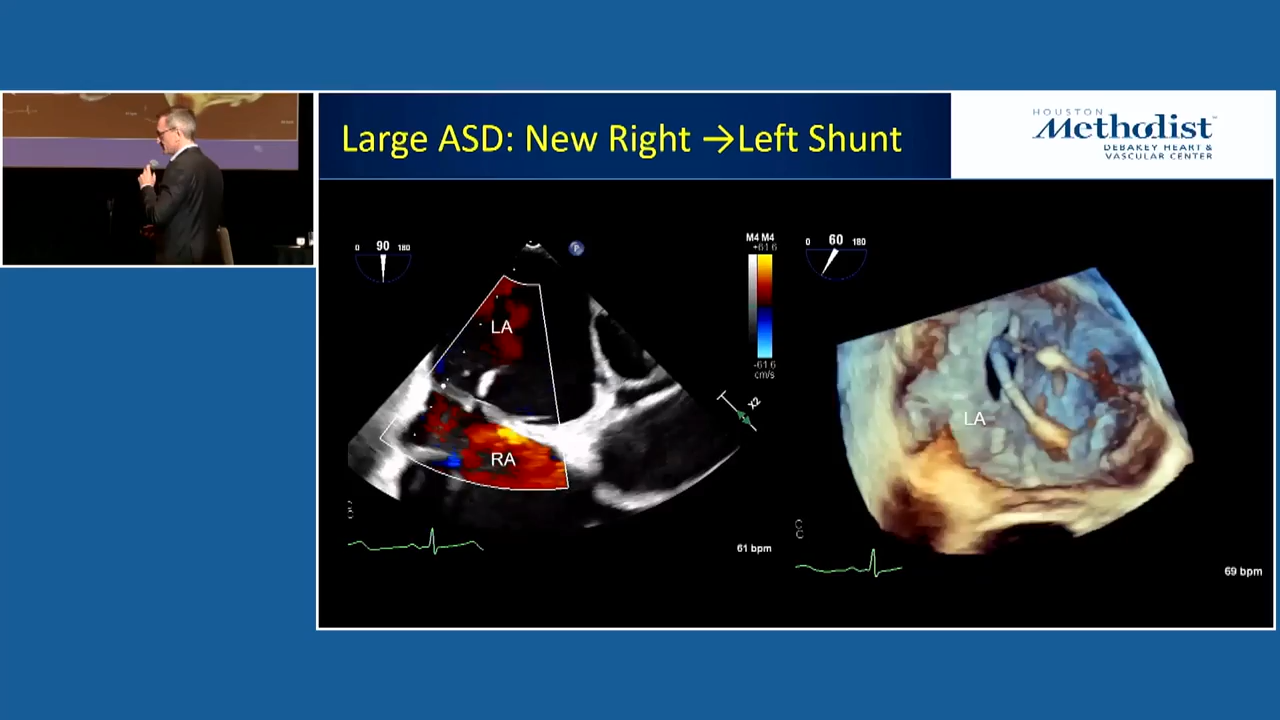 Large ASD: New Right →Left Shunt
HOUSTON
Methodist
DEBAKEY HEART &
VASCULAR CENTER
0 90 180
P
M4 M4
+61.6
-61.6
cm/s
0 60 180
LA
RA
X2
LA
61 bpm
69 bpm